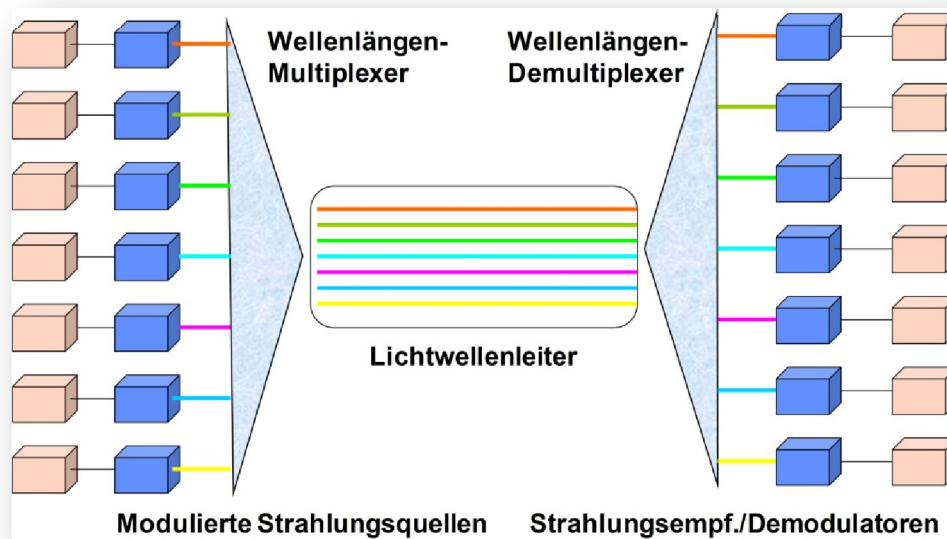 Wellenlängen-
Multiplexer
Wellenlängen-
Demultiplexer
Lichtwellenleiter
Modulierte Strahlungsquellen
Strahlungsempf./Demodulatoren